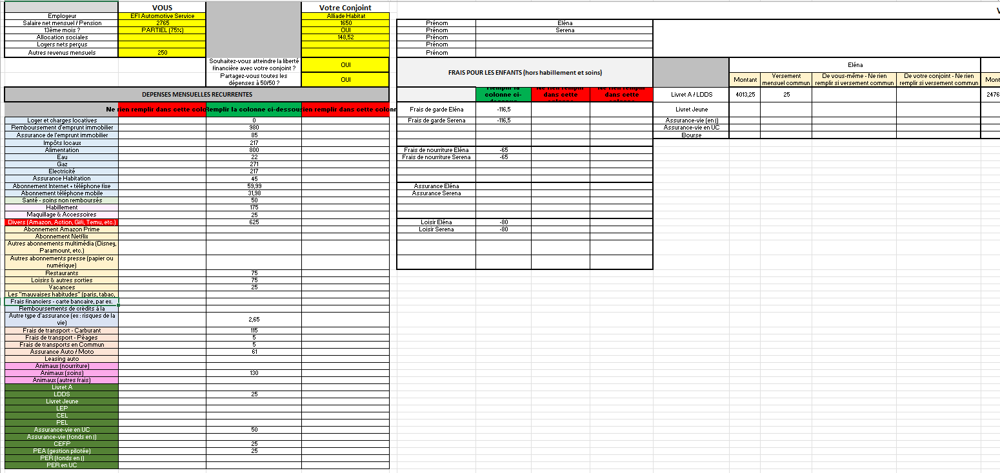 VOUS Votre Conjoint
Employeur EFI Automotive Service Alliade Habitat
Salaire net mensuel / Pension 2765 1650 Prénom Eléna
13ème mois ? PARTIEL (75%) OUI Prénom Serena
Allocation sociales 148,52 Prénom
Loyers nets perçus Prénom
Autres revenus mensuels 250 Prénom
Souhaitez-vous atteindre la liberté financière avec votre conjoint ? OUI
Partagez-vous toutes les dépenses à 50/50 ? OUI
FRAIS POUR LES ENFANTS (hors habillement et soins)
Eléna
Montant Versement mensuel commun De vous-même - Ne rien remplir si versement commun De votre conjoint - Ne rien remplir si versement commun Mont
DEPENSES MENSUELLES RECURRENTES
colonne ci- dans cette dans cette
Livret A / LDDS 4013,25 25 2476
Ne rien remplir dans cette colo Remplir la colonne ci-dessous ien remplir dans cette colonn
Frais de garde Eléna -116,5 Livret Jeune
Loyer et charges locatives 0 Frais de garde Serena -116,5 Assurance-vie (en ())
Remboursement d'emprunt immobilier 980 Assurance-vie en UC
Assurance de l'emprunt immobilier 85 Bourse
Impôts locaux 217
Alimentation 800 Frais de nourriture Eléna -65
Eau 22 Frais de nourriture Serena -65
Gaz 271
Electricité 217
Assurance Habitation 45
Abonnement Internet + téléphone fixe 59,99 Assurance Eléna
Abonnement téléphone mobile 31,98 Assurance Serena
Santé - soins non remboursés 50
Habillement 175
Maquillage & Accessoires 25
Divers (Amazon, Action, Gifi, Temu, etc.) 625 Loisir Eléna -80
Abonnement Amazon Prime Loisir Serena -80
Abonnement Netflix
Autres abonnements multimédia (Disney, Paramount, etc.)
Autres abonnements presse (papier ou numérique)
Restaurants 75
Loisirs & autres sorties 75
Vacances 25
Les "mauvaises habitudes" (paris, tabac,
Frais financiers - carte bancaire, par ex.
Remboursements de crédits à la
Autre type d'assurance (ex : risques de la vie) 2,65
Frais de transport - Carburant 115
Frais de transport - Péages 5
Frais de transports en Commun 5
Assurance Auto / Moto 61
Leasing auto
Animaux (nourriture)
Animaux (soins) 130
Animaux (autres frais)
Livret A
LDDS 25
Livret Jeune
LEP
CEL
PEL
Assurance-vie en UC 50
Assurance-vie (fonds en ())
CEFP 25
PEA (gestion pilotée) 25
PER (fonds en ())
PER en UC